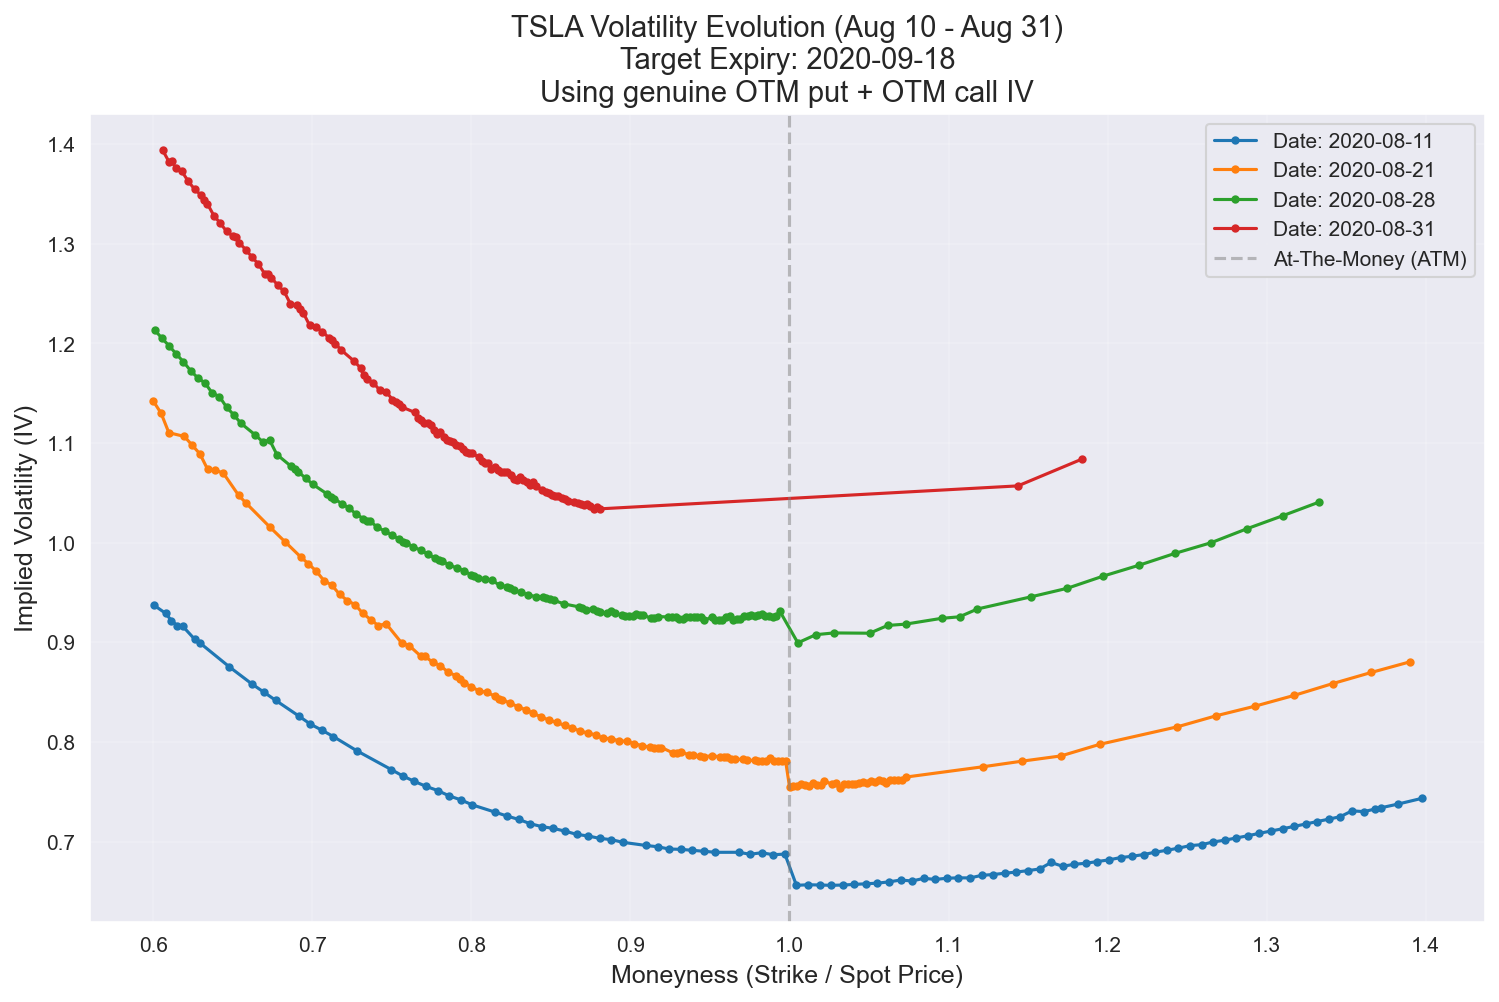 TSLA Volatility Evolution (Aug 10 - Aug 31)
Target Expiry: 2020-09-18
Using genuine OTM put + OTM call IV
Date: 2020-08-11
Date: 2020-08-21
Date: 2020-08-28
Date: 2020-08-31
At-The-Money (ATM)
Implied Volatility (IV)
1.4
1.3
1.2
1.1
1.0
0.9
0.8
0.7
0.6 0.7 0.8 0.9 1.0 1.1 1.2 1.3 1.4
Moneyness (Strike / Spot Price)